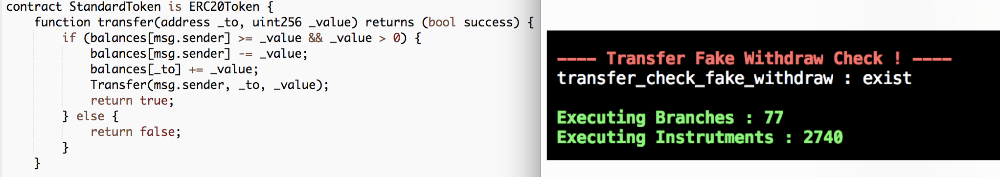 contract StandardToken is ERC20Token {
function transfer(address _to, uint256 _value) returns (bool success) {
if (balances[msg.sender] >= _value && _value > 0) {
balances[msg.sender] -= _value;
balances[_to] += _value;
Transfer(msg.sender, _to, _value);
return true;
} else {
return false;
}
}
---- Transfer Fake Withdraw Check ! ----
transfer_check_fake_withdraw : exist
Executing Branches : 77
Executing Instrutments : 2740